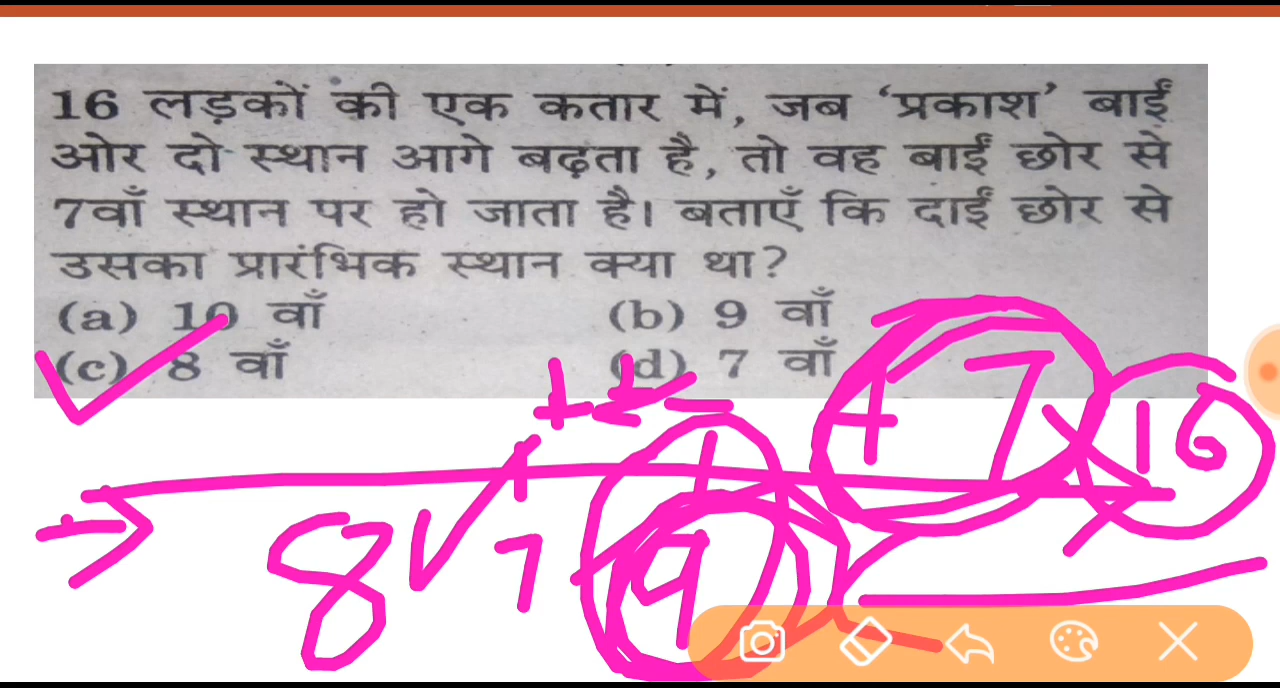 16 लड़कों की एक कतार में, जब ‘प्रकाश’ बाईं
ओर दो स्थान आगे बढ़ता है, तो वह बाईं छोर से
7वाँ स्थान पर हो जाता है। बताएँ कि दाईं छोर से
उसका प्रारंभिक स्थान क्या था?
(a) 10 वाँ (b) 9 वाँ
(c) 8 वाँ (d) 7 वाँ
+2
+7 16
8 7 9